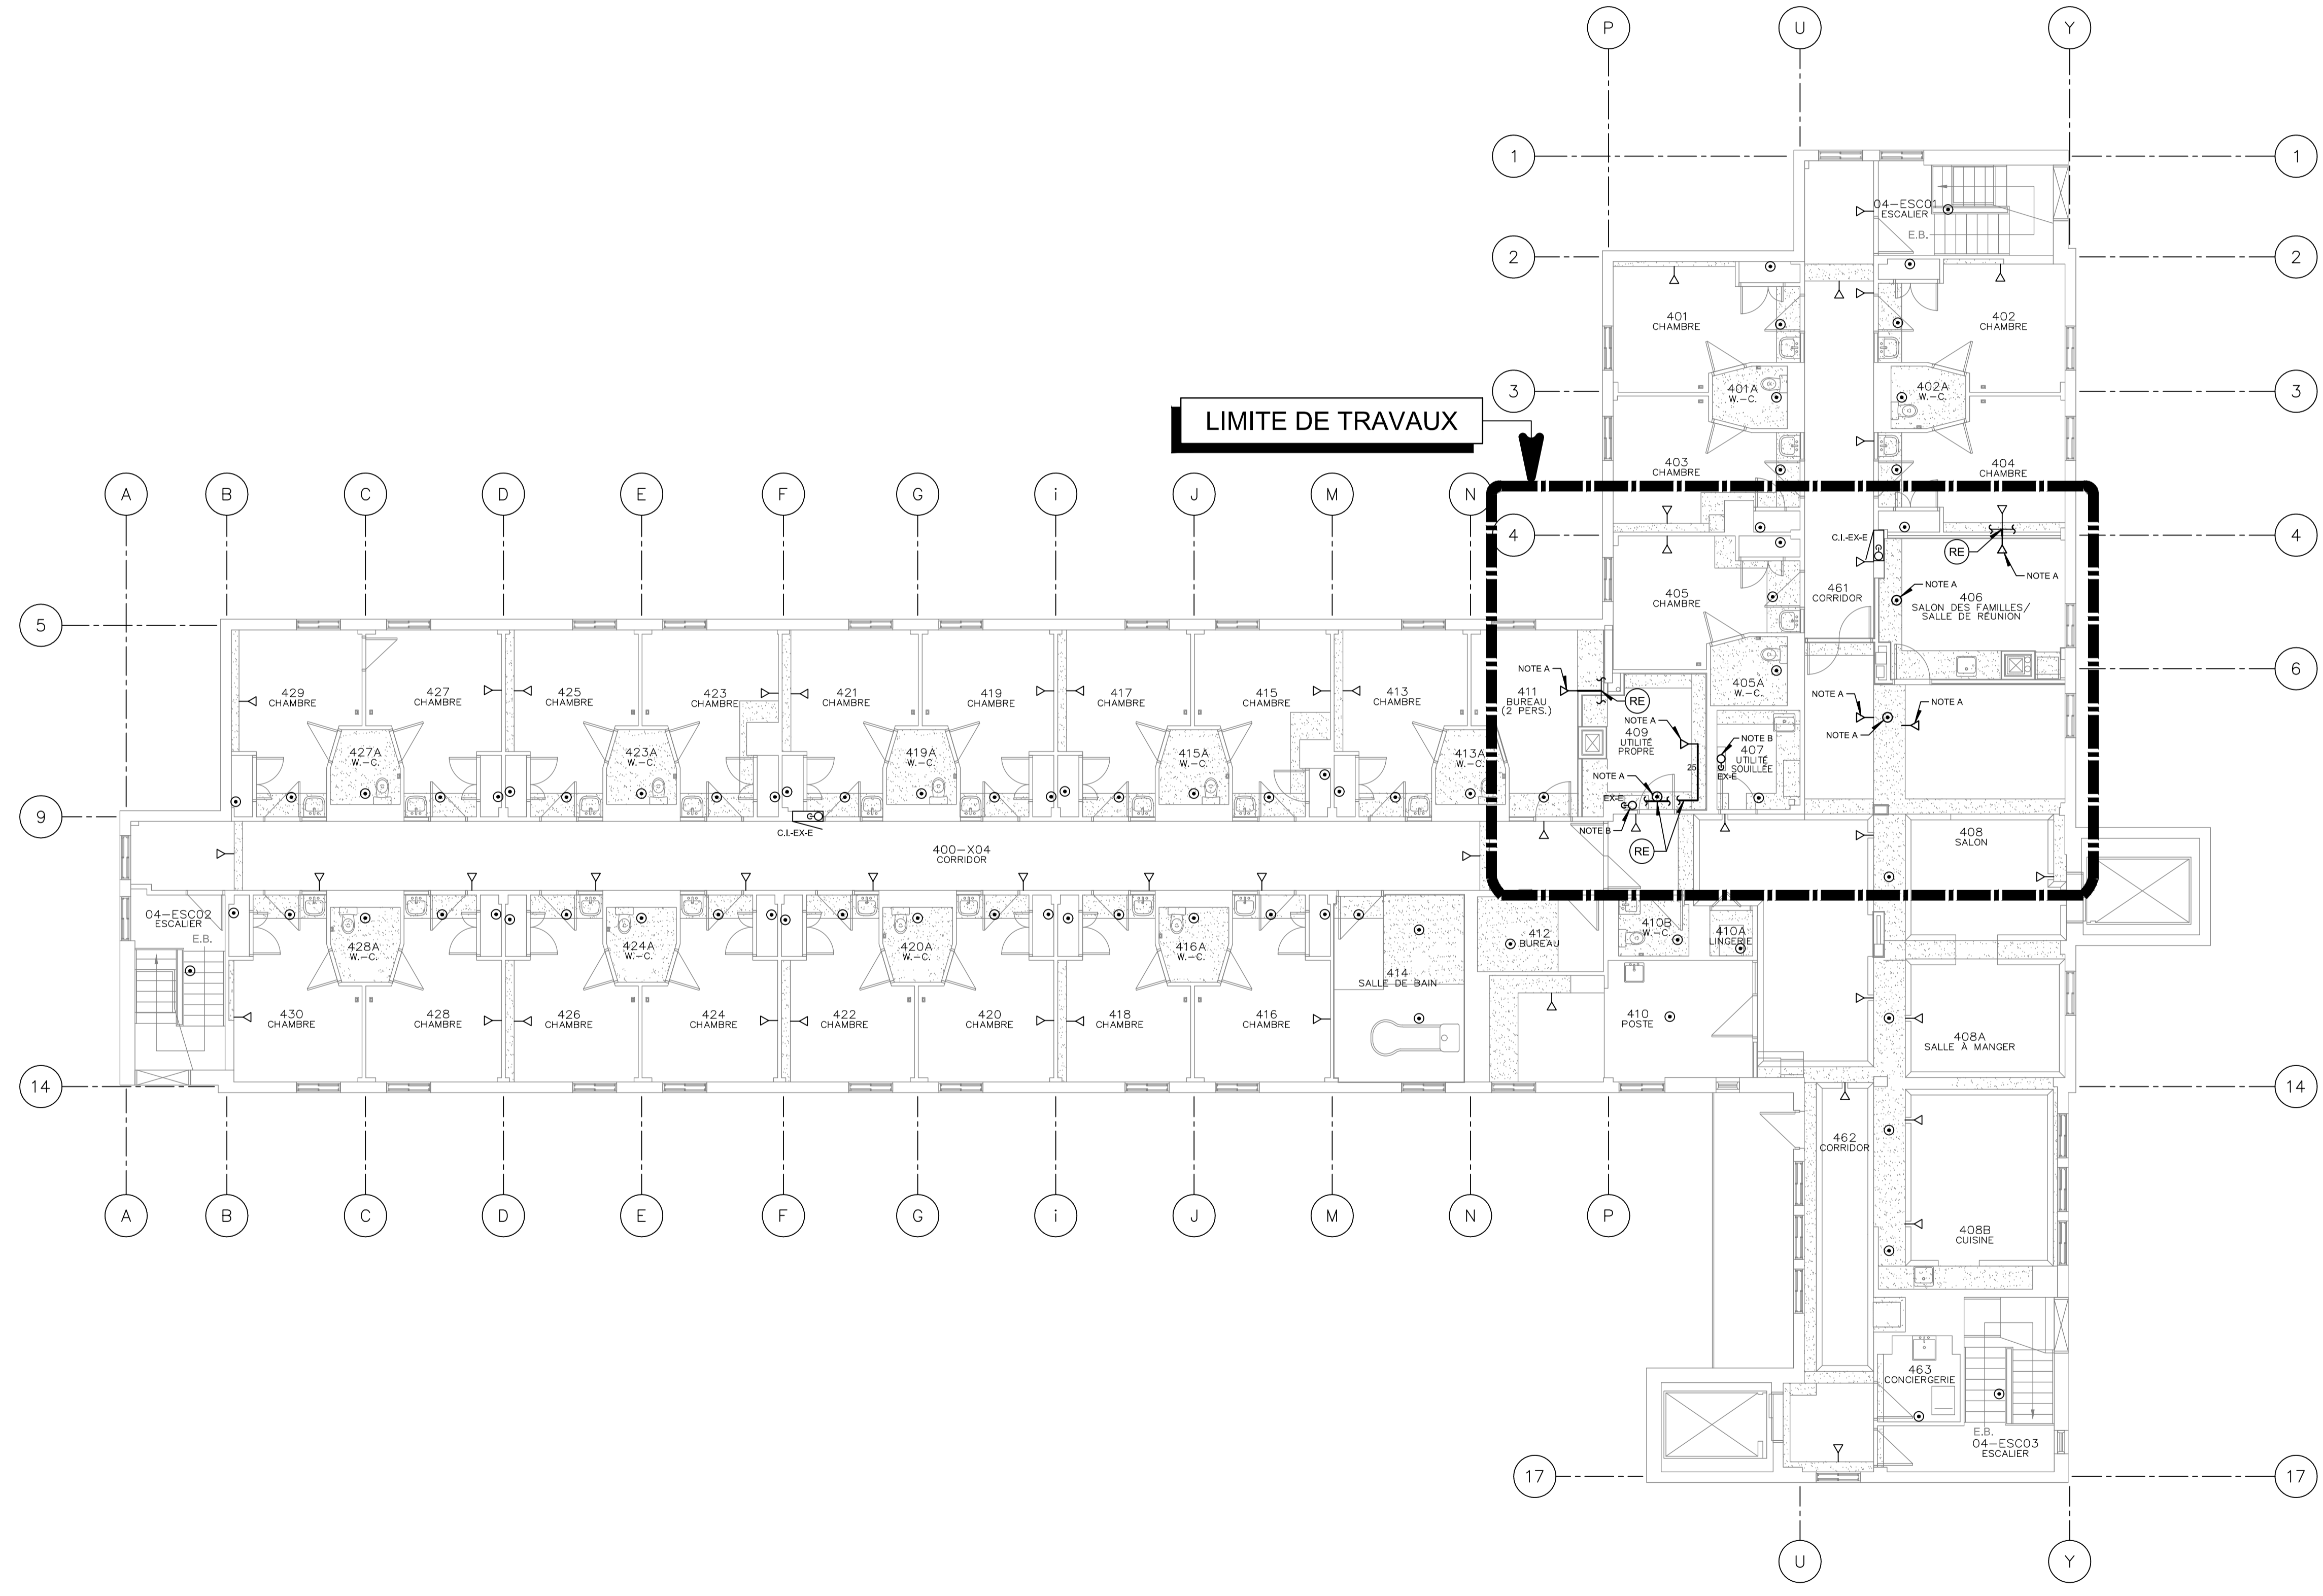 P
U
Y
1
1
04-ESC01
ESCALIER
E.B.
2
2
401
CHAMBRE
402
CHAMBRE
3
3
401A
W.-C.
402A
W.-C.
LIMITE DE TRAVAUX
403
CHAMBRE
404
CHAMBRE
A
B
C
D
E
F
G
i
J
M
N
4
4
C.I.-EX-E
RE
NOTE A
NOTE A
405
CHAMBRE
461
CORRIDOR
406
SALON DES FAMILLES/
SALLE DE RÉUNION
5
6
429
CHAMBRE
427
CHAMBRE
425
CHAMBRE
423
CHAMBRE
421
CHAMBRE
419
CHAMBRE
417
CHAMBRE
415
CHAMBRE
413
CHAMBRE
NOTE A
411
BUREAU
(2 PERS.)
RE
405A
W.-C.
NOTE A
NOTE A
NOTE A
NOTE A
409
UTILITÉ
PROPRE
NOTE B
407
UTILITÉ
SOUILLÉE
EX-E
25
427A
W.-C.
423A
W.-C.
419A
W.-C.
415A
W.-C.
413A
W.-C.
NOTE A
EX-E
NOTE B
RE
9
C.I.-EX-E
400-X04
CORRIDOR
408
SALON
04-ESC02
ESCALIER
E.B.
428A
W.-C.
424A
W.-C.
420A
W.-C.
416A
W.-C.
414
SALLE DE BAIN
412
BUREAU
410B
W.-C.
410A
LINGERIE
430
CHAMBRE
428
CHAMBRE
426
CHAMBRE
424
CHAMBRE
422
CHAMBRE
420
CHAMBRE
418
CHAMBRE
416
CHAMBRE
410
POSTE
408A
SALLE À MANGER
14
14
462
CORRIDOR
A
B
C
D
E
F
G
i
J
M
N
P
408B
CUISINE
463
CONCIERGERIE
E.B.
04-ESC03
ESCALIER
17
17
U
Y